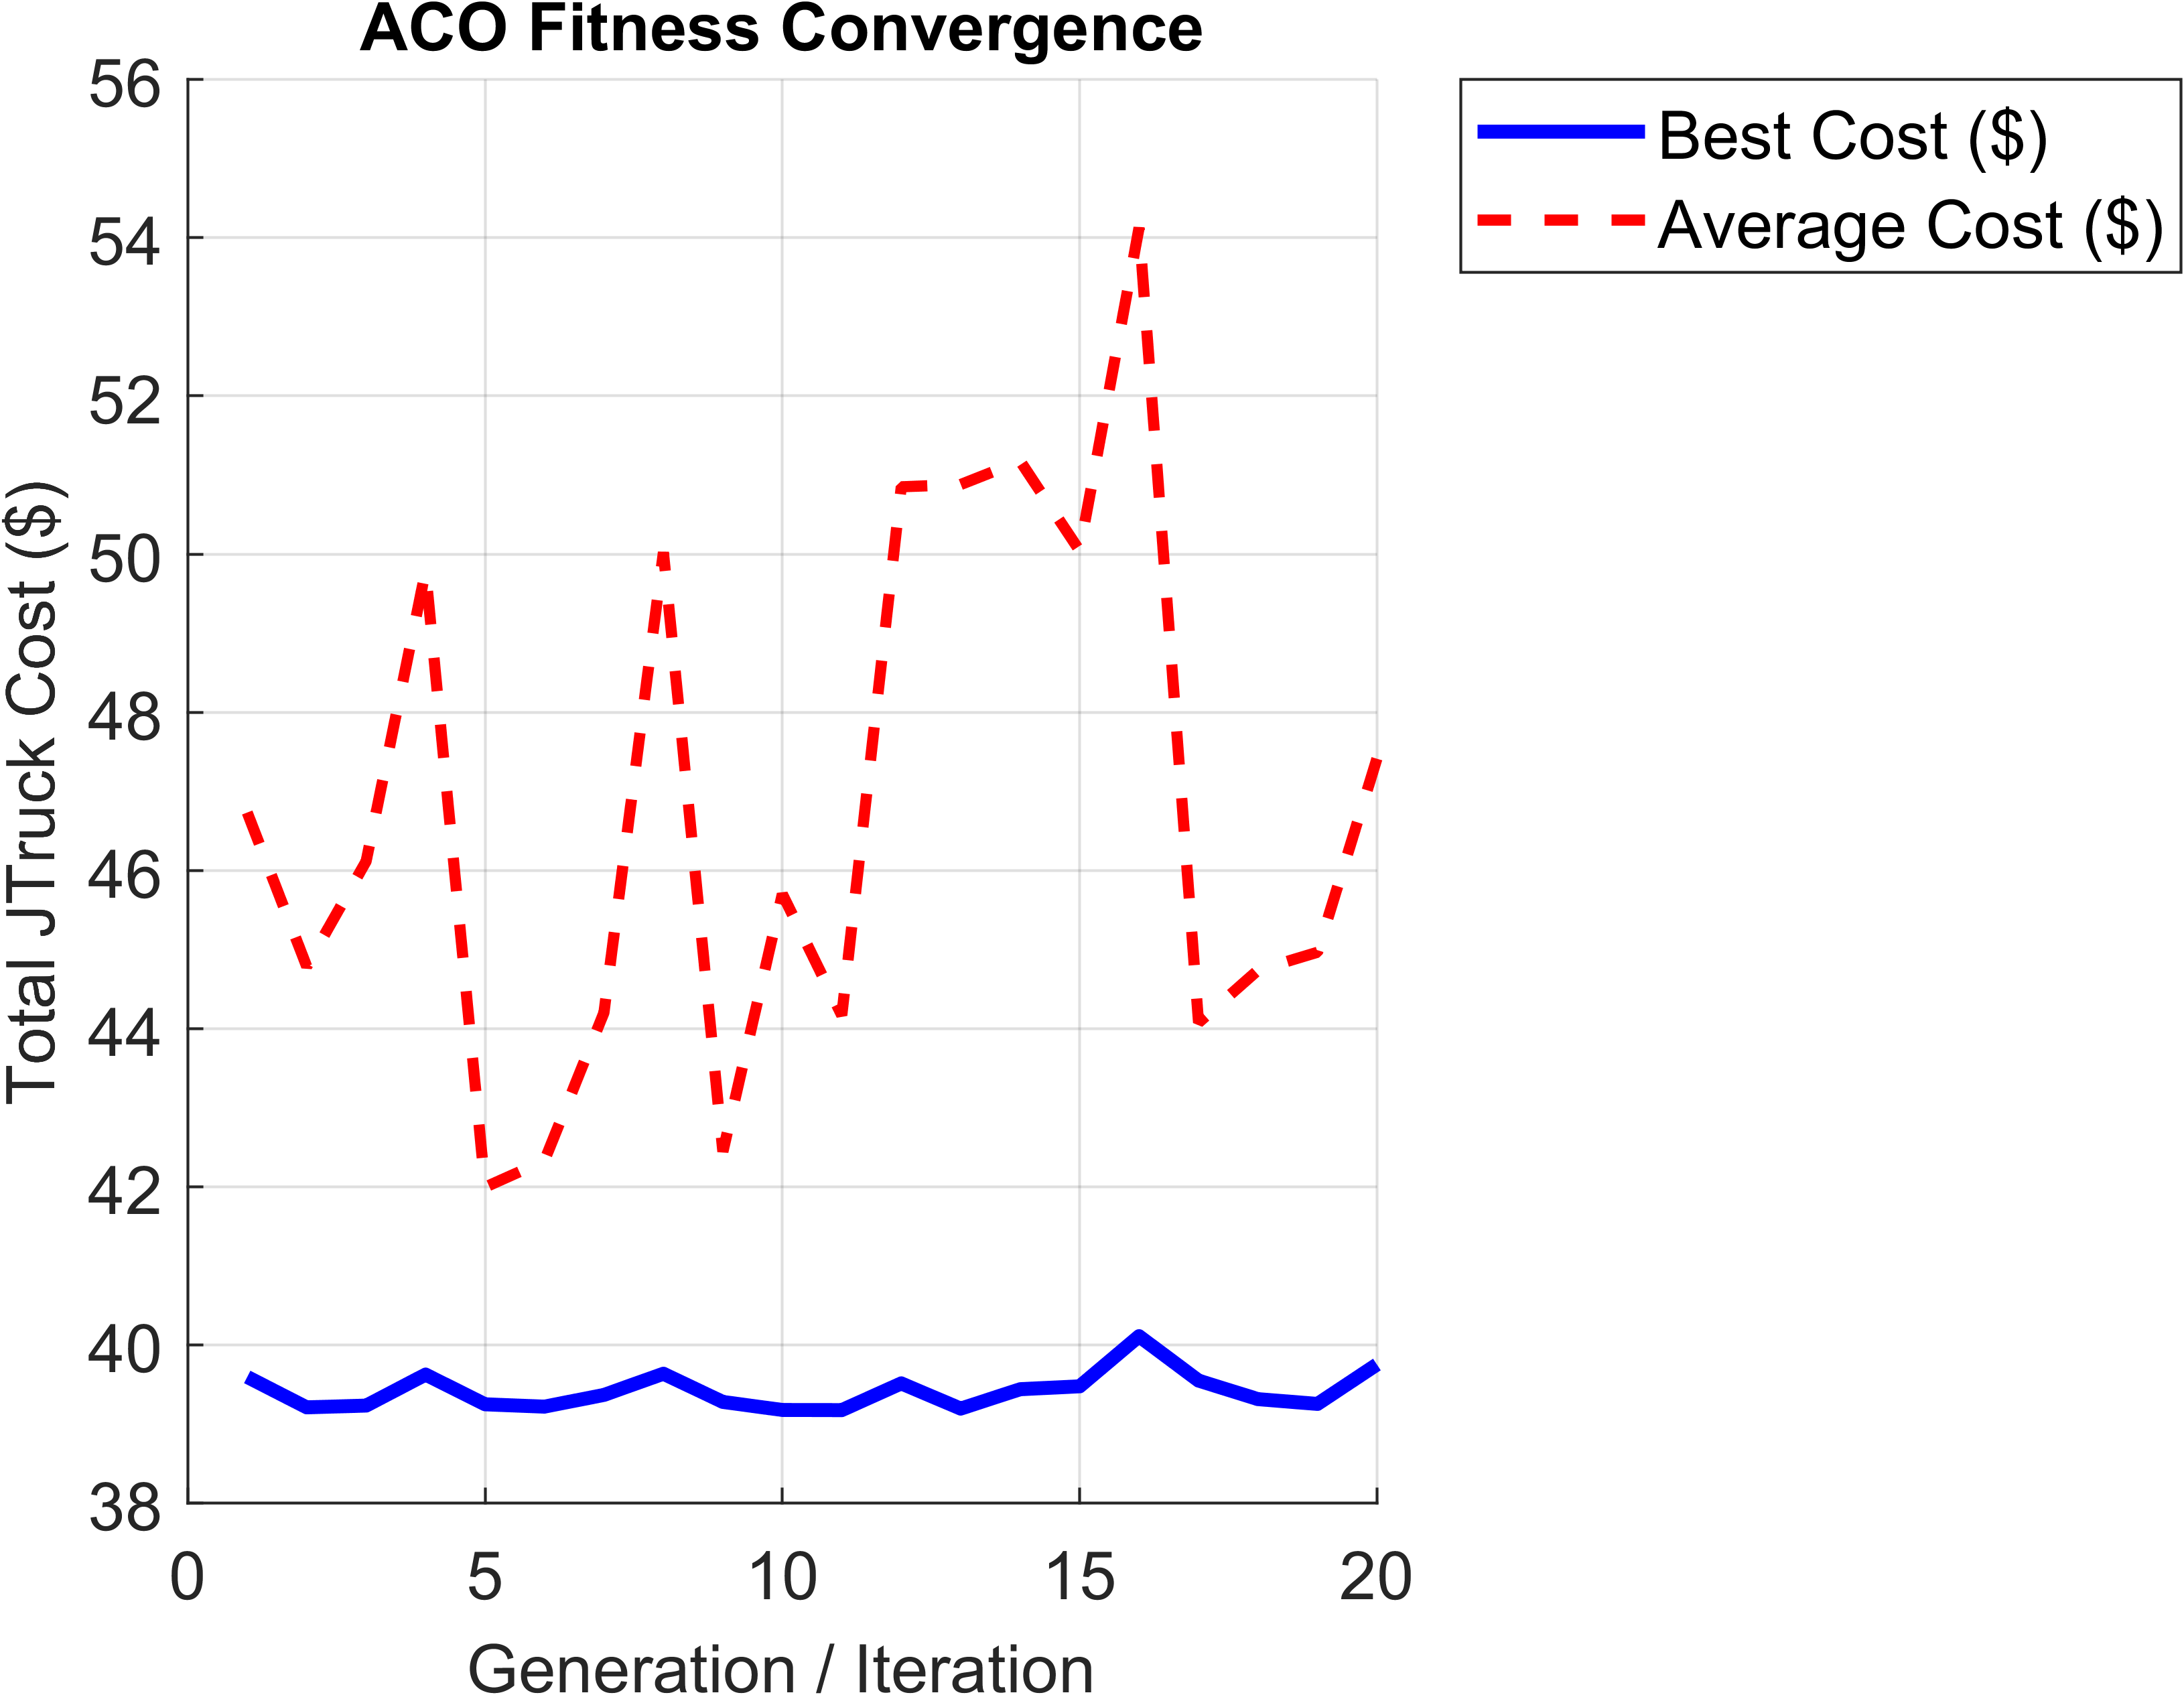 ACO Fitness Convergence
Best Cost ($)
Average Cost ($)
Total JTruck Cost ($)
56
54
52
50
48
46
44
42
40
38
0 5 10 15 20
Generation / Iteration